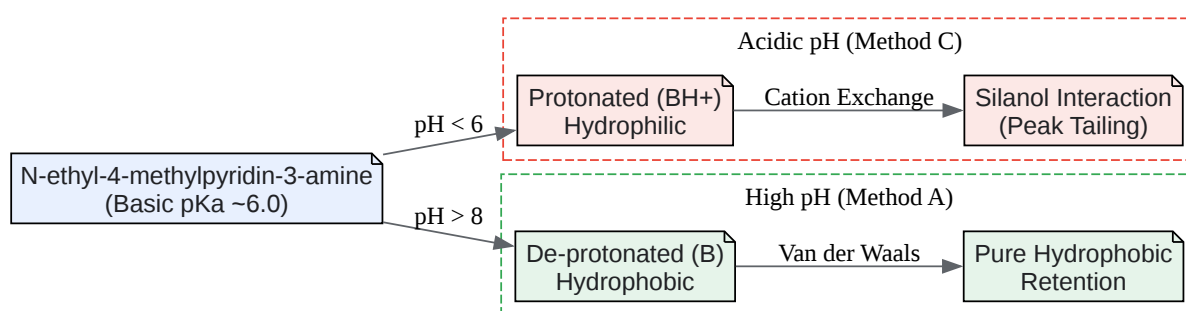 Acidic pH (Method C)
Protonated (BH+)
Hydrophilic
Cation Exchange
Silanol Interaction
(Peak Tailing)
pH < 6
N-ethyl-4-methylpyridin-3-amine
(Basic pKa ~6.0)
pH > 8
High pH (Method A)
De-protonated (B)
Hydrophobic
Van der Waals
Pure Hydrophobic
Retention